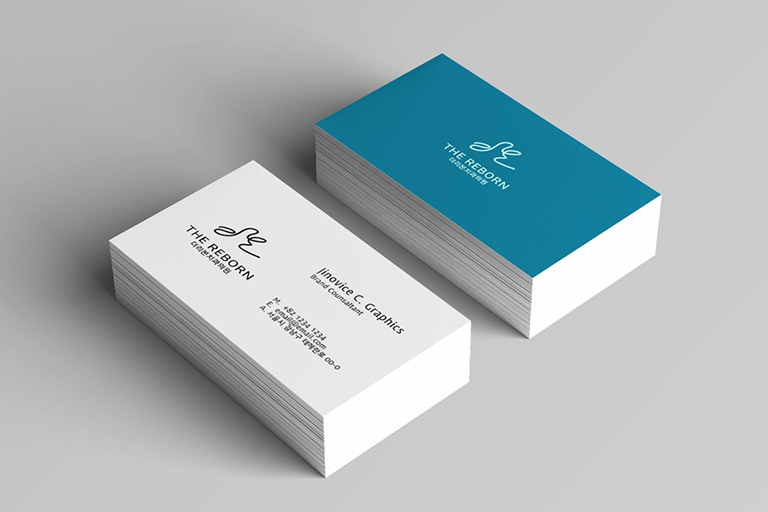 THE REBORN
더리본치과의원
Jinovice C. Graphics
Brand Counsaltant
M. +82 1234 1234
E. email@email.com
A. 서울시 강남구 테헤란로 00-0
THE REBORN
더리본치과의원